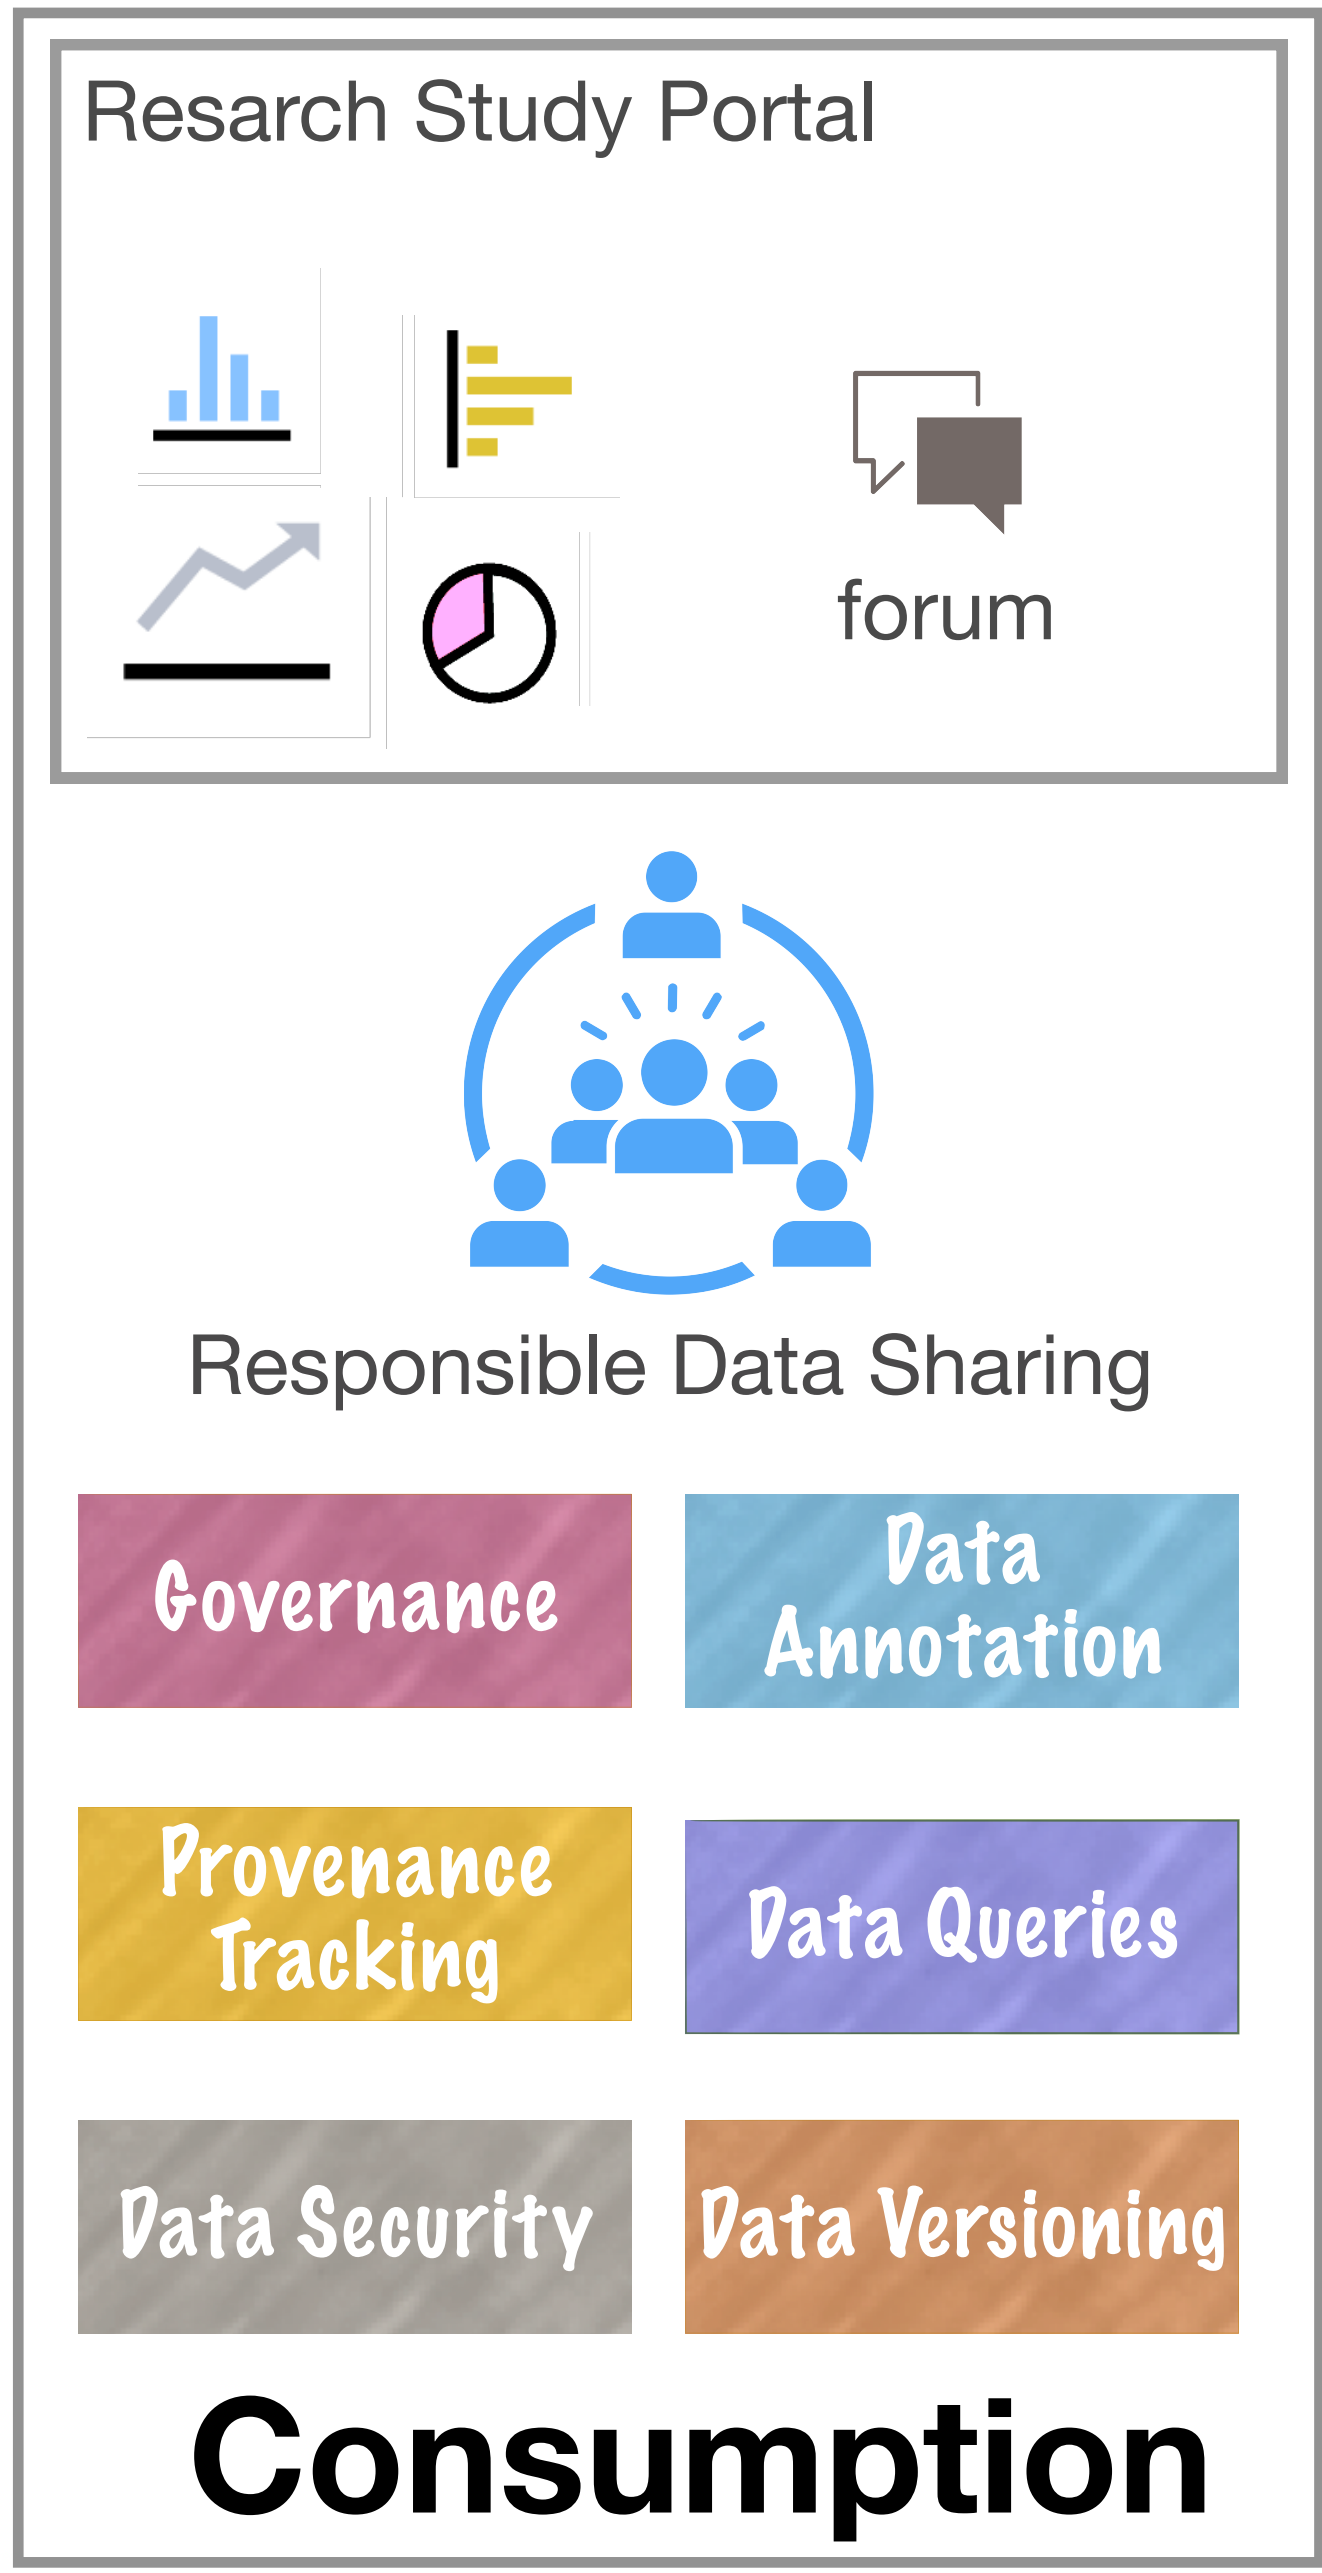 Resarch Study Portal
forum
Responsible Data Sharing
Governance
Data
Annotation
Provenance
Tracking
Data Queries
Data Security
Data Versioning
Consumption